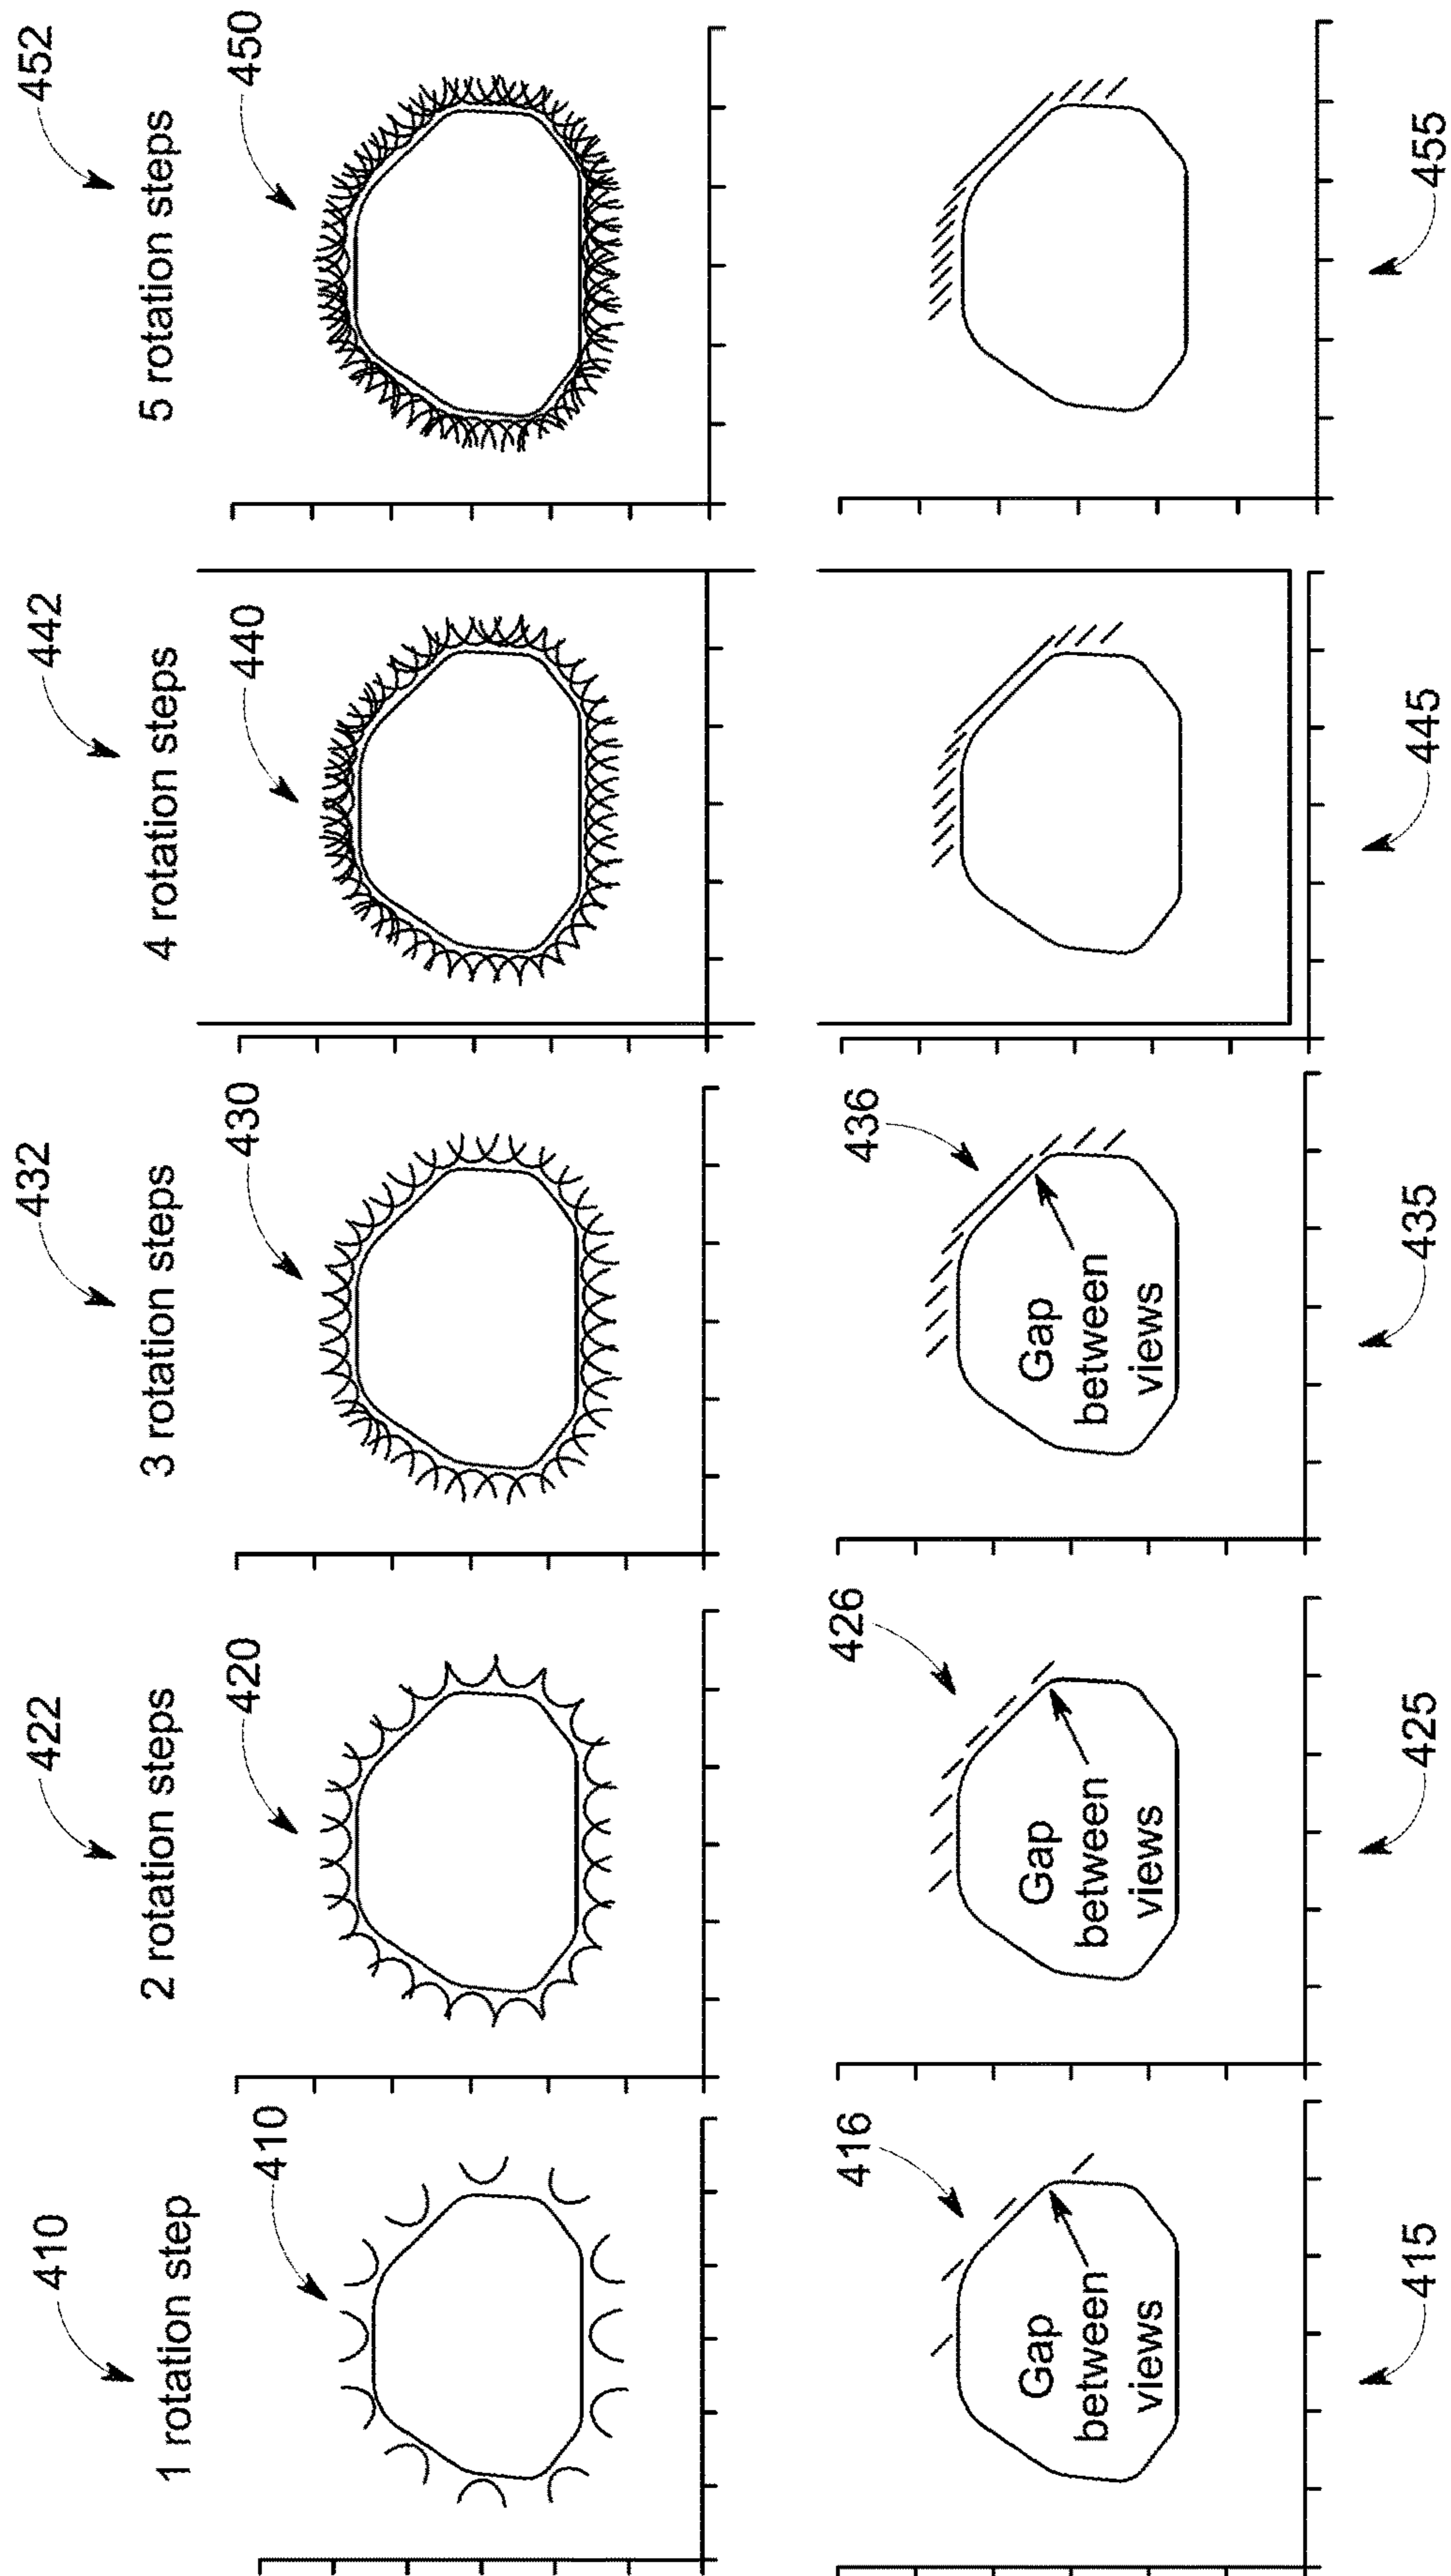 410
422
432
442
452
1 rotation step
2 rotation steps
3 rotation steps
4 rotation steps
5 rotation steps
410
420
430
440
450
416
426
436
Gap
between
views
Gap
between
views
Gap
between
views
415
425
435
445
455